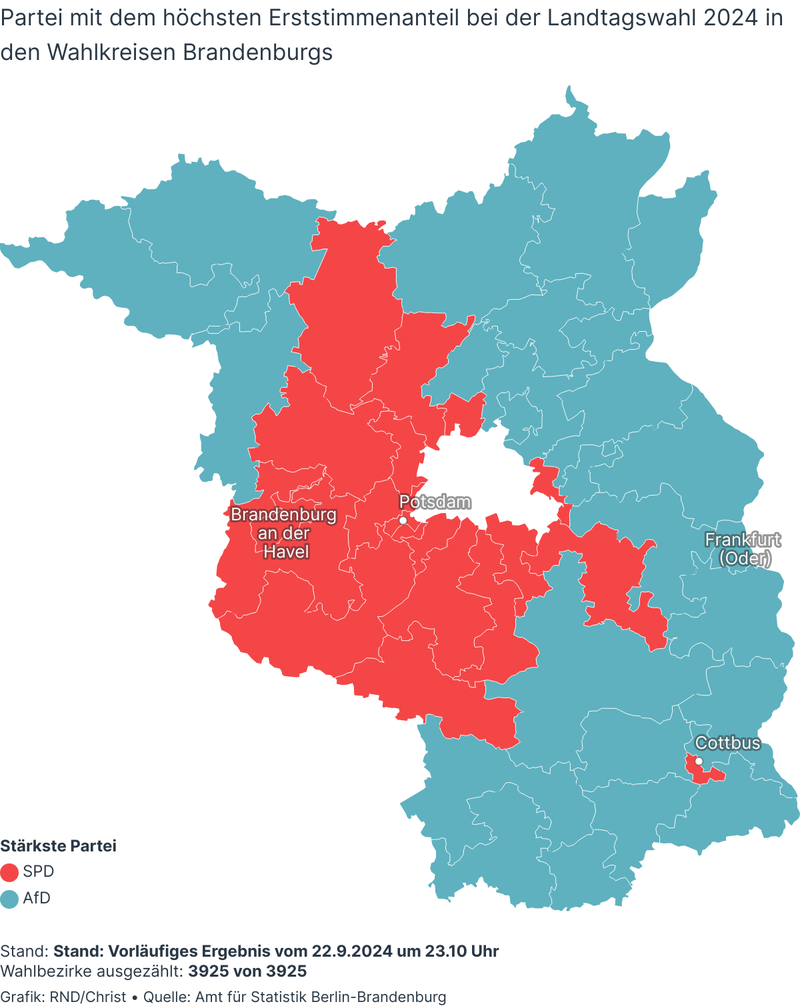 Partei mit dem höchsten Erststimmenanteil bei der Landtagswahl 2024 in
den Wahlkreisen Brandenburgs
Potsdam
Brandenburg
an der
Havel
Frankfurt
(Oder)
Cottbus
Stärkste Partei
SPD
AfD
Stand: Stand: Vorläufiges Ergebnis vom 22.9.2024 um 23.10 Uhr
Wahlbezirke ausgezählt: 3925 von 3925
Grafik: RND/Christ • Quelle: Amt für Statistik Berlin-Brandenburg